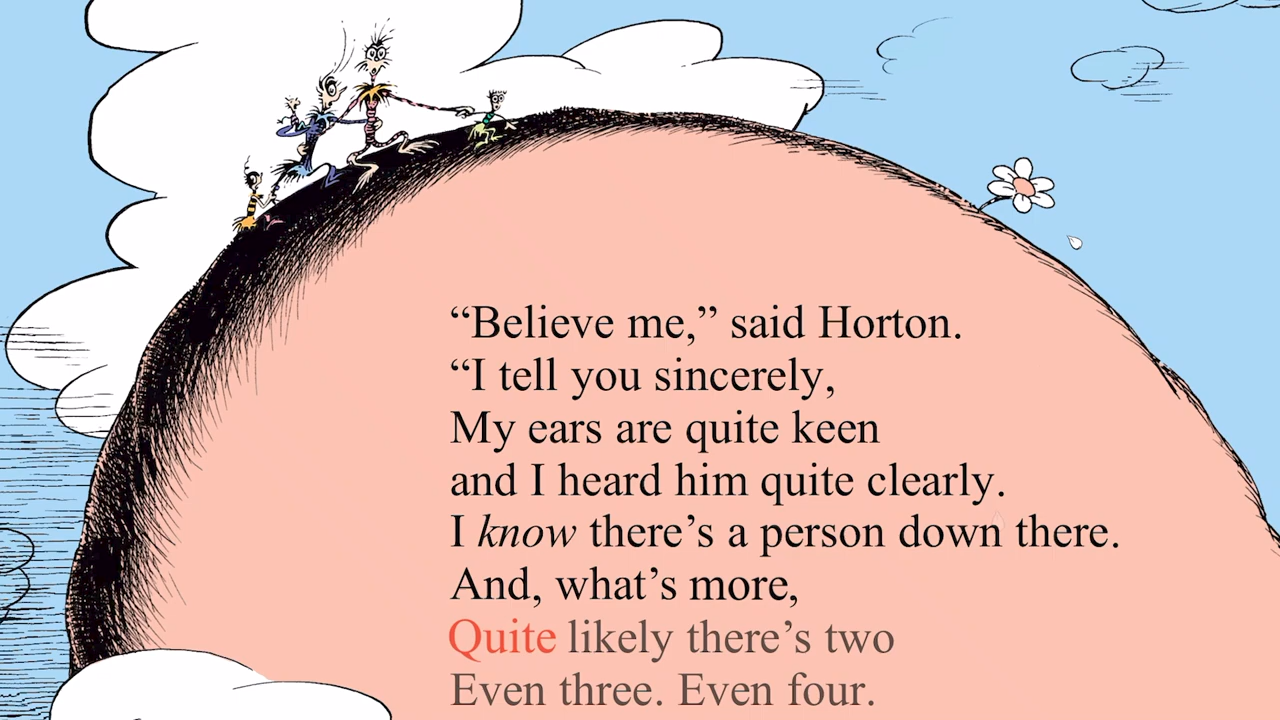 “Believe me,” said Horton.
“I tell you sincerely,
My ears are quite keen
and I heard him quite clearly.
I know there’s a person down there.
And, what’s more,
Quite likely there’s two
Even three. Even four.